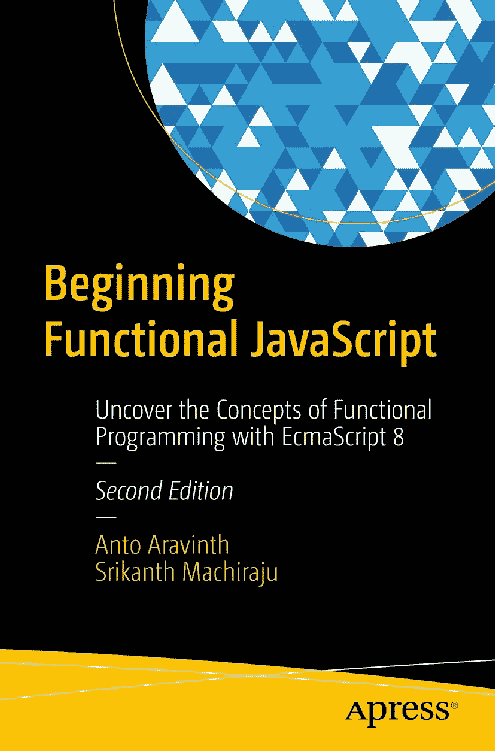 Beginning
Functional JavaScript
Uncover the Concepts of Functional
Programming with EcmaScript 8
Second Edition
Anto Aravinth
Srikanth Machiraju
Apress®